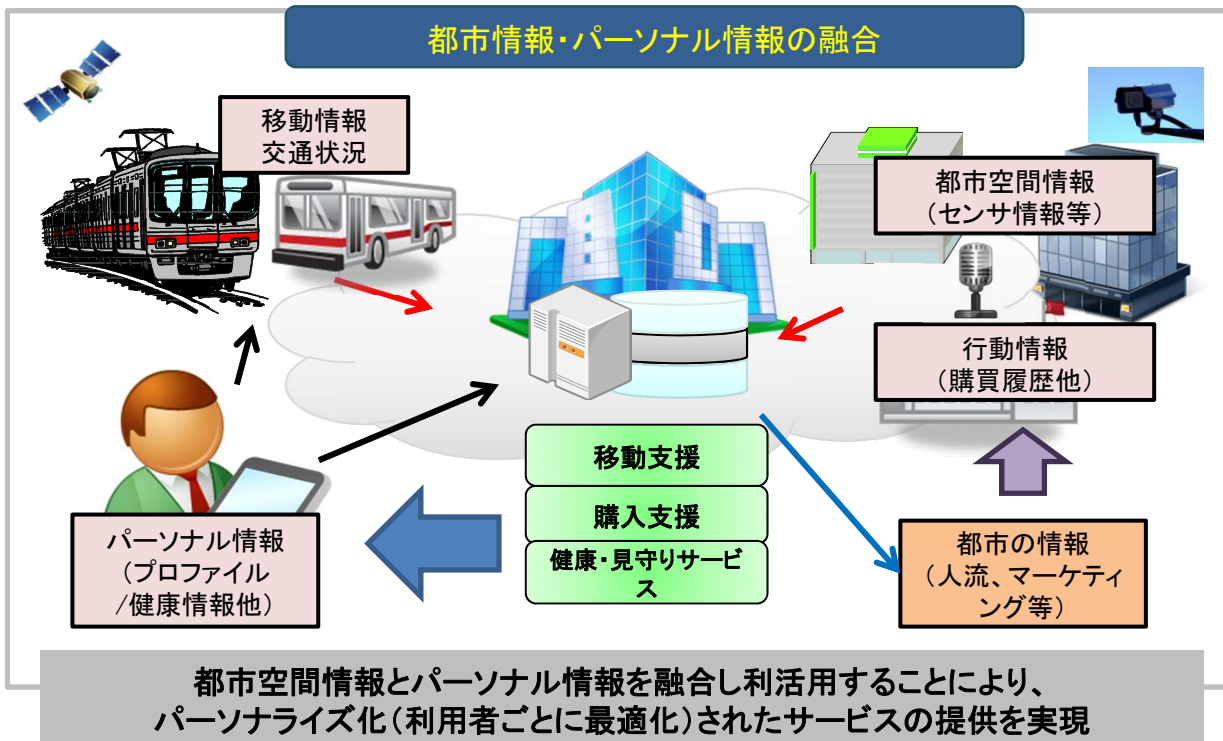 都市情報・パーソナル情報の融合
移動情報
交通状況
都市空間情報
（センサ情報等）
行動情報
（購買履歴他）
移動支援
購入支援
健康・見守りサービ
ス
パーソナル情報
（プロファイル
/健康情報他）
都市の情報
（人流、マーケティ
ング等）
都市空間情報とパーソナル情報を融合し利活用することにより、
パーソナライズ化（利用者ごとに最適化）されたサービスの提供を実現